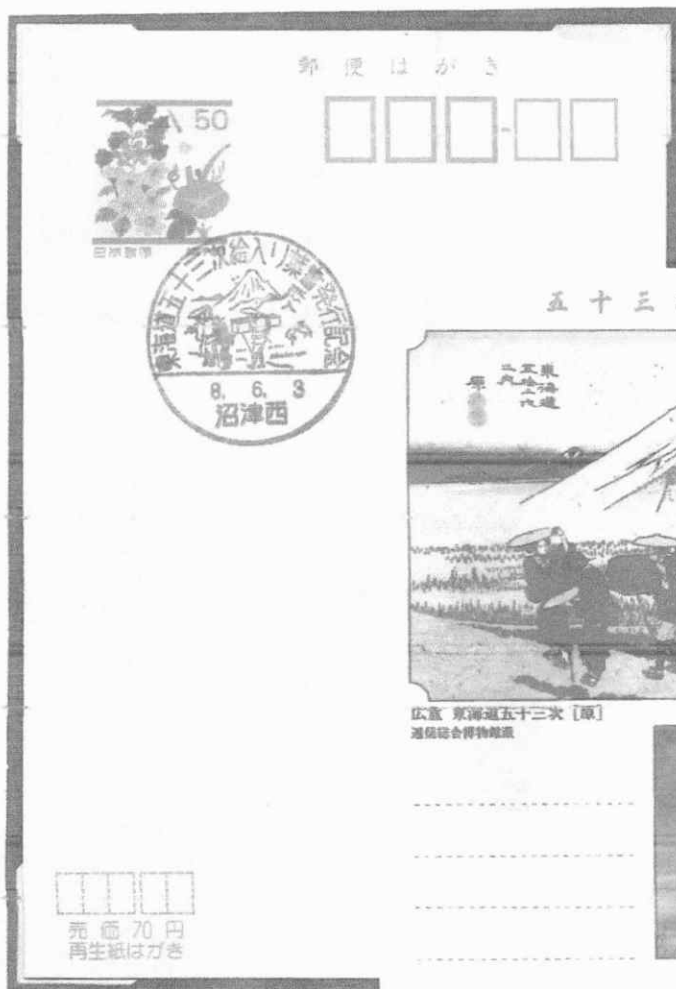 郵便はがき
50
日本郵便
東海道五十三次絵入り葉書発行記念
8. 6. 3
沼津西
五十三
東海道
五拾三次
之内
原
広重 東海道五十三次 [原]
逓信総合博物館蔵
売価70円
再生紙はがき